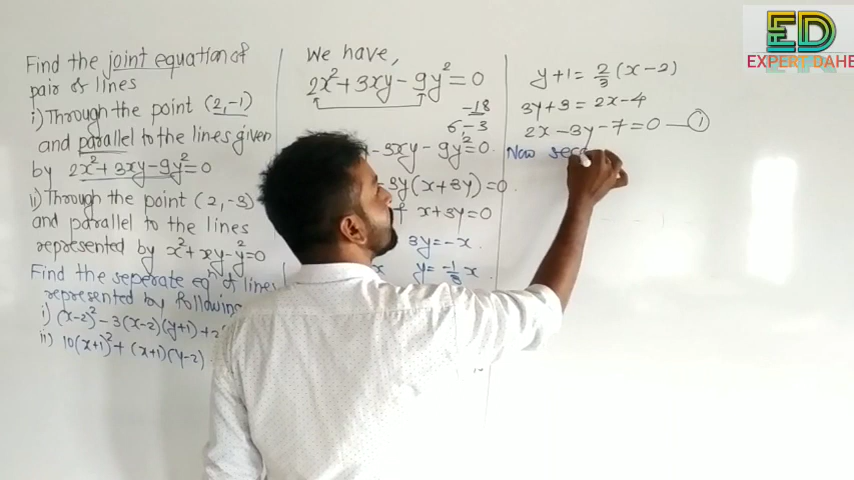 Find the joint equation of
pair of lines
i) Through the point (2,-1)
and parallel to the lines given
by 2x²+3xy-9y²=0
ii) Through the point (2,-3)
and parallel to the lines
represented by x²+xy-y²=0
Find the seperate eqⁿ of lines
represented by following
i) (x-2)²-3(x-2)(y+1)+2
ii) 10(x+1)²+(x+1)(y-2)
We have,
2x²+3xy-9y²=0
-18
6,-3
-3xy-9y²=0
3y(x+3y)=0
x+3y=0
3y=-x
x y=-1/3 x
y+1=2/3(x-2)
3y+3=2x-4
2x-3y-7=0 — ①
Now sec
ED
EXPERT DAHE